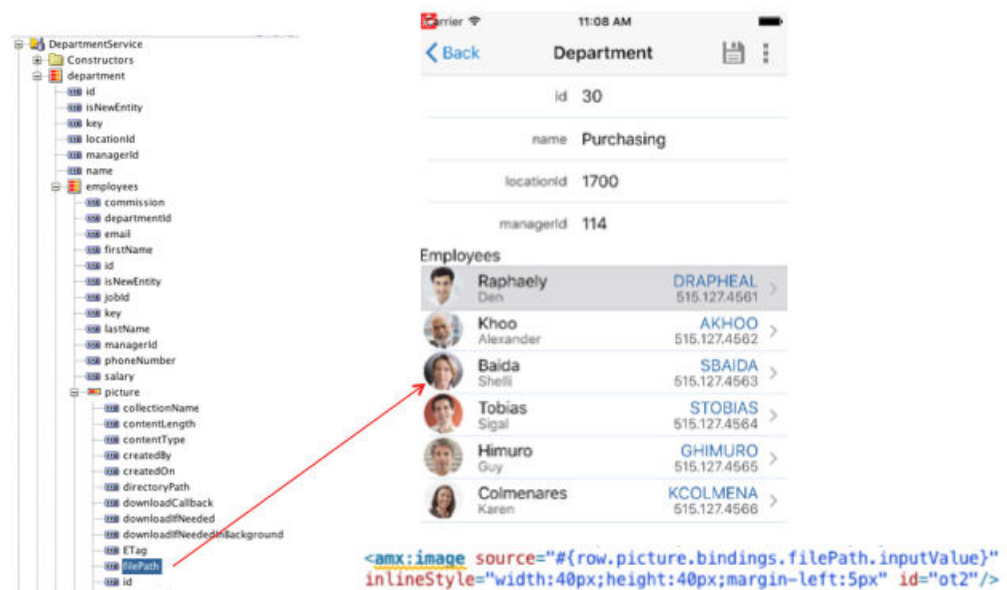 DepartmentService
Constructors
department
id
isNewEntity
key
locationId
managerId
name
employees
commission
departmentId
email
firstName
id
isNewEntity
jobId
key
lastName
managerId
phoneNumber
salary
picture
collectionName
contentLength
contentType
createdBy
createdOn
directoryPath
downloadCallback
downloadIfNeeded
downloadIfNeededInBackground
ETag
filePath
id
Carrier 11:08 AM
Back Department
id 30
name Purchasing
locationId 1700
managerId 114
Employees
Raphaely DRAPHEAL
Den 515.127.4561
Khoo AKHOO
Alexander 515.127.4562
Baida SBAIDA
Shelli 515.127.4563
Tobias STOBIAS
Sigal 515.127.4564
Himuro GHIMURO
Guy 515.127.4565
Colmenares KCOLMENA
Karen 515.127.4566
<amx:image source="#{row.picture.bindings.filePath.inputValue}"
inlineStyle="width:40px;height:40px;margin-left:5px" id="ot2"/>